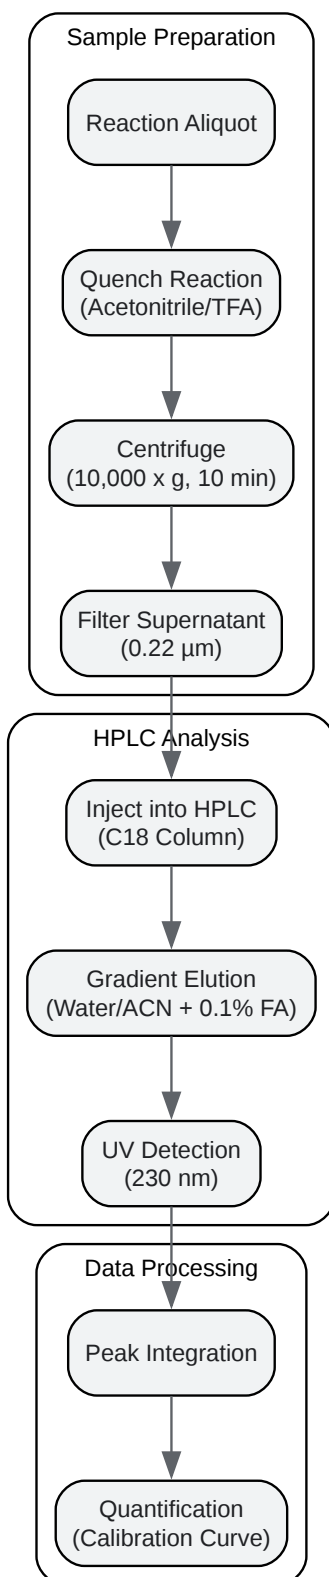 Sample Preparation
Reaction Aliquot
Quench Reaction
(Acetonitrile/TFA)
Centrifuge
(10,000 x g, 10 min)
Filter Supernatant
(0.22 µm)
HPLC Analysis
Inject into HPLC
(C18 Column)
Gradient Elution
(Water/ACN + 0.1% FA)
UV Detection
(230 nm)
Data Processing
Peak Integration
Quantification
(Calibration Curve)